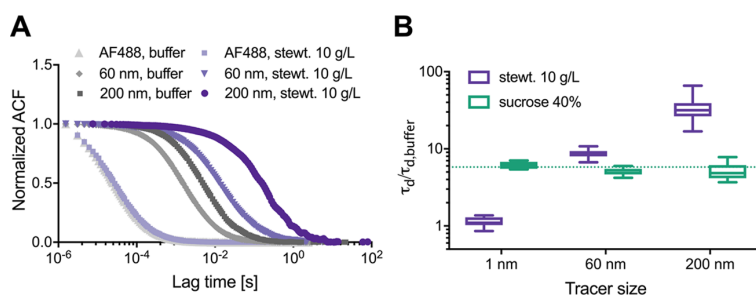 A
AF488, buffer
60 nm, buffer
200 nm, buffer
AF488, stewt. 10 g/L
60 nm, stewt. 10 g/L
200 nm, stewt. 10 g/L
Normalized ACF
1.5
1.0
0.5
0.0
10⁻⁶
10⁻⁴
10⁻²
10⁰
10²
Lag time [s]
B
stewt. 10 g/L
sucrose 40%
τd/τd,buffer
100
10
1
1 nm
60 nm
200 nm
Tracer size